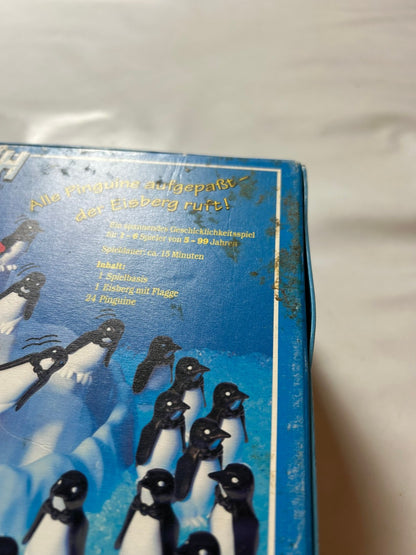 Alle Pinguine aufgepaßt –
der Eisberg ruft!
Ein spannendes Geschicklichkeitsspiel
für 2 - 6 Spieler von 5 - 99 Jahren
Spieldauer: ca. 15 Minuten
Inhalt:
1 Spielbasis
1 Eisberg mit Flagge
24 Pinguine